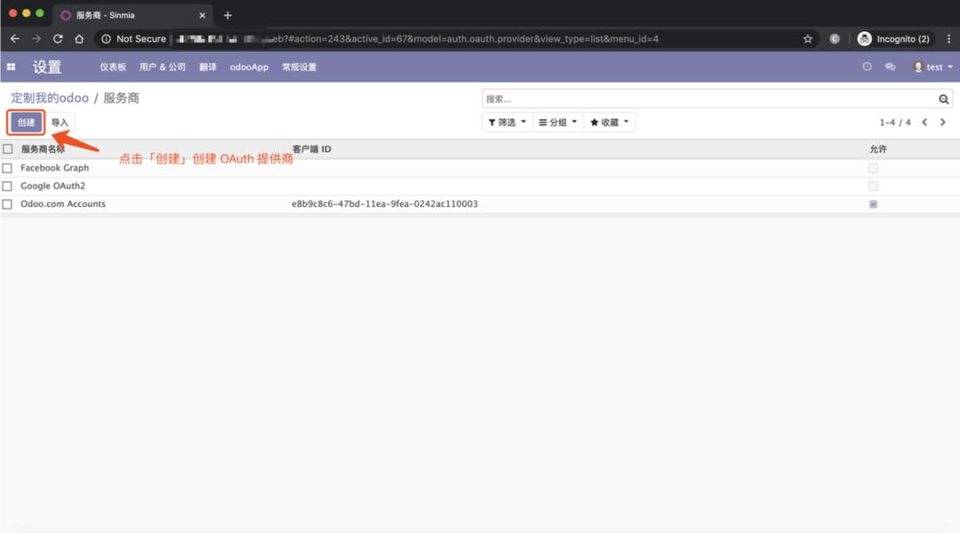 服务商 - Sinmia
Not Secure eb?#action=243&active_id=67&model=auth.oauth.provider&view_type=list&menu_id=4 Incognito (2)
设置 仪表板 用户 & 公司 翻译 odooApp 常规设置 test
定制我的odoo / 服务商 搜索...
创建 导入 筛选 分组 收藏 1-4 / 4
服务商名称 客户端 ID 允许
点击「创建」创建 OAuth 提供商
Facebook Graph
Google OAuth2
Odoo.com Accounts e8b9c8c6-47bd-11ea-9fea-0242ac110003